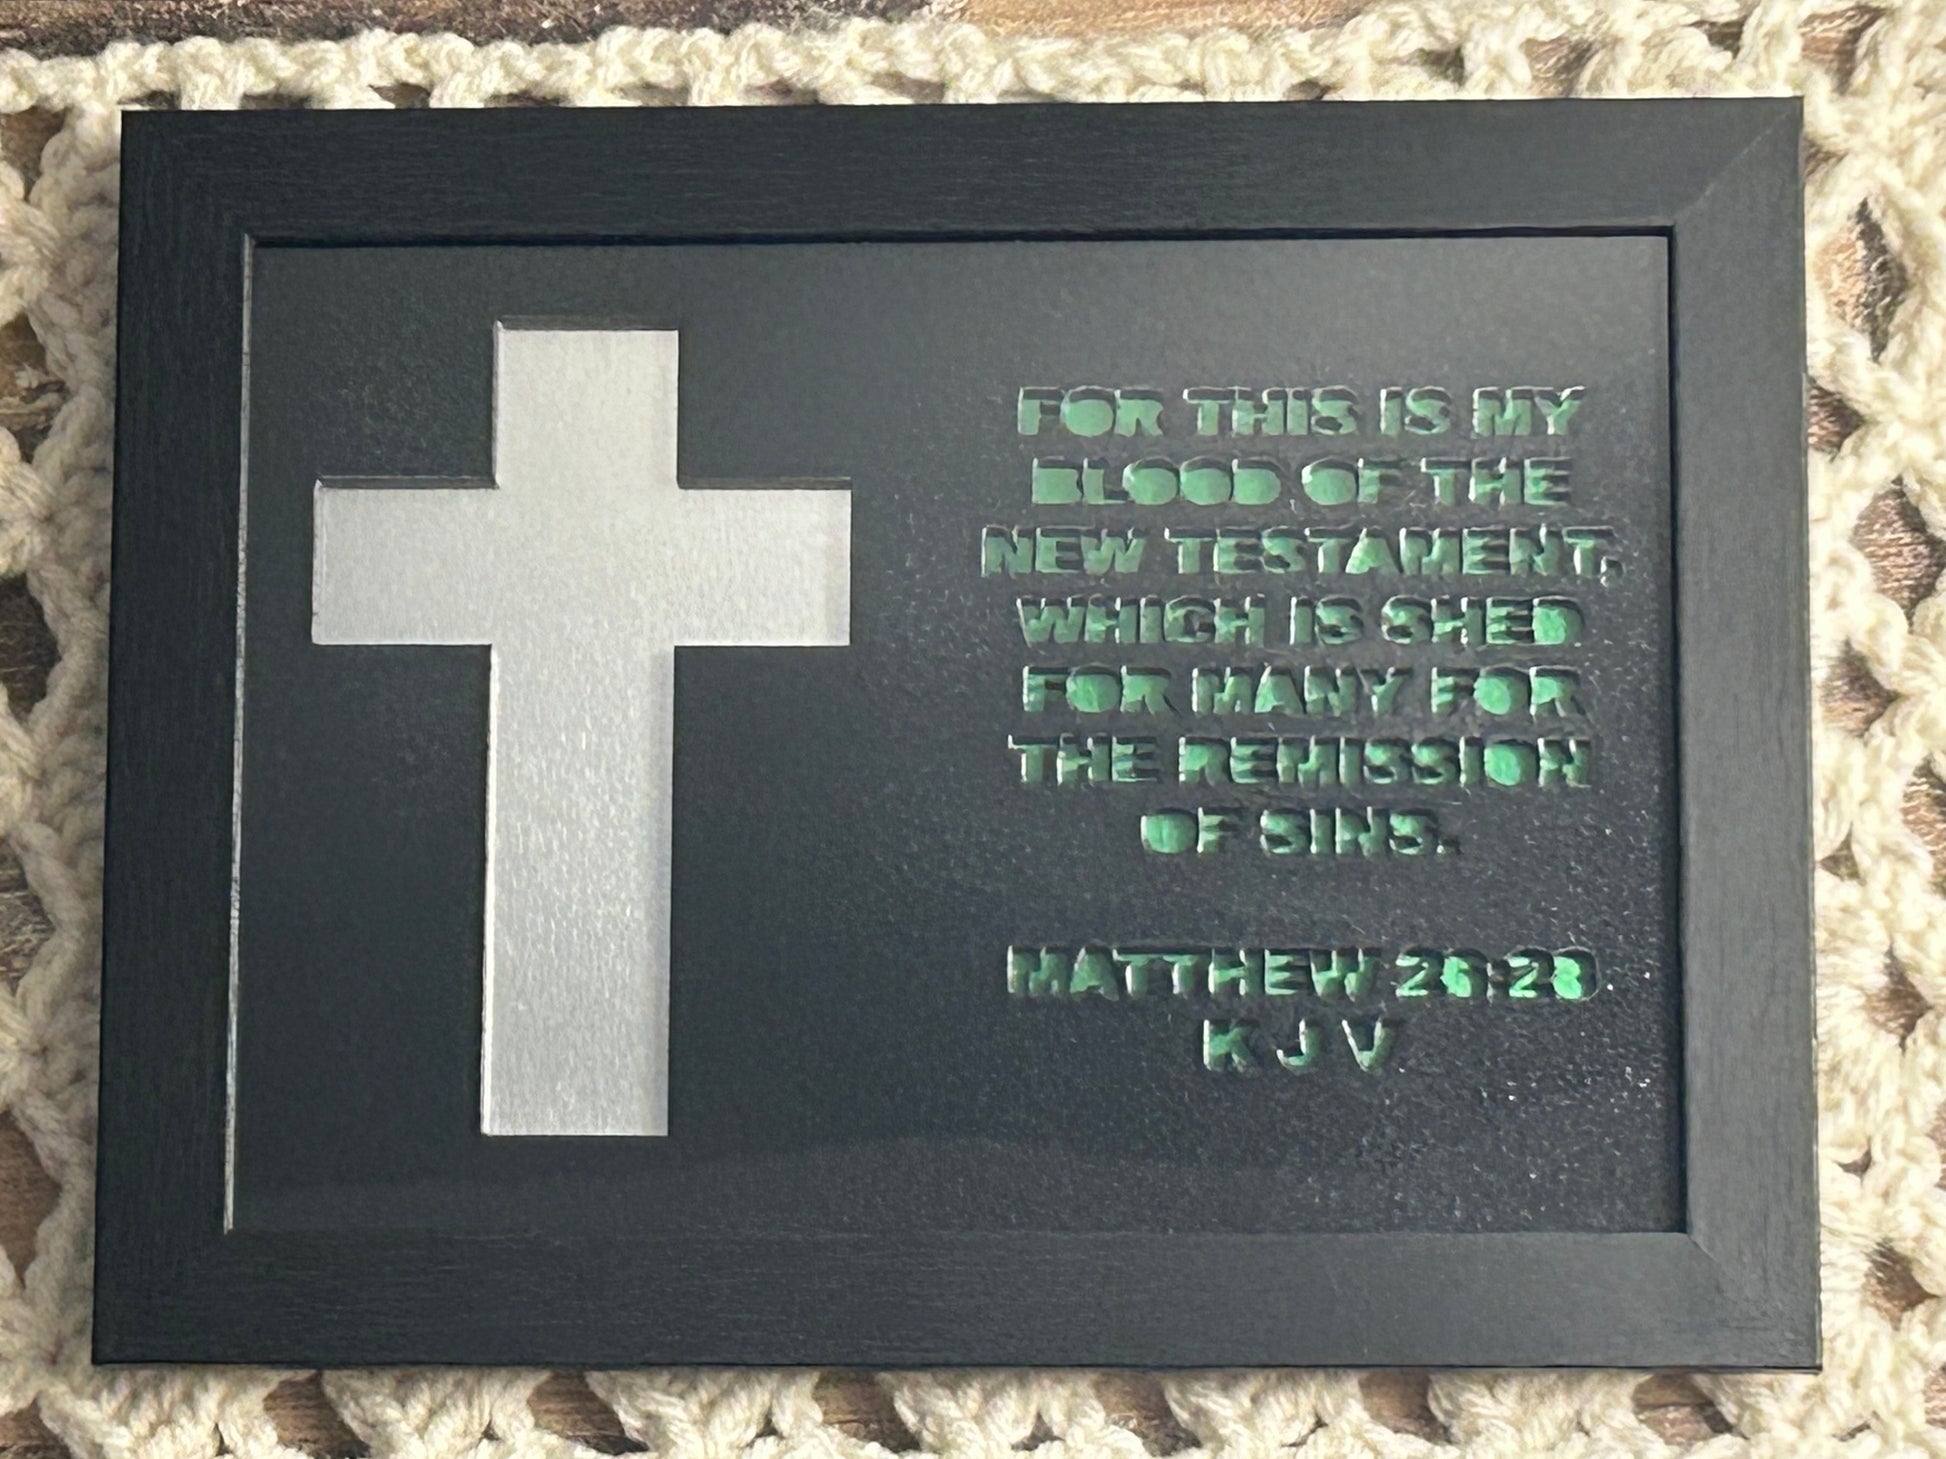 FOR THIS IS MY
BLOOD OF THE
NEW TESTAMENT,
WHICH IS SHED
FOR MANY FOR
THE REMISSION
OF SINS.
MATTHEW 26:28
K J V